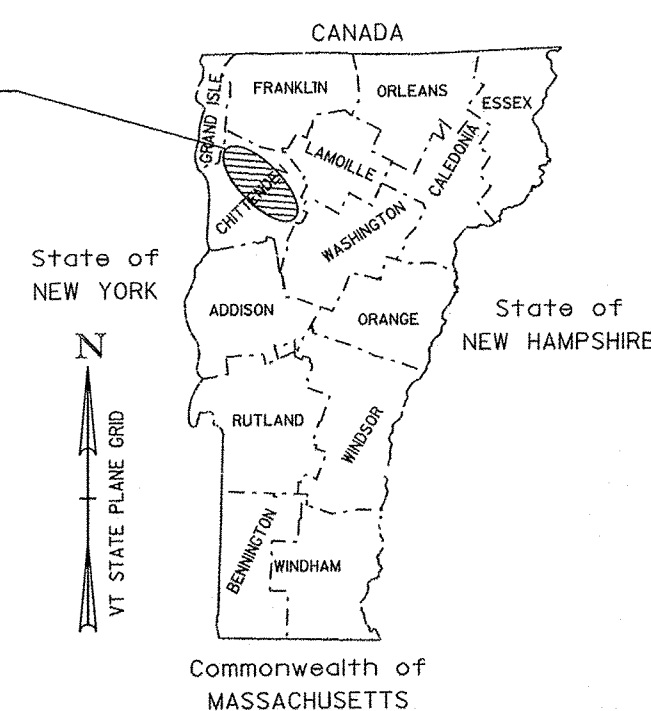 CANADA
FRANKLIN
ORLEANS
GRAND ISLE
ESSEX
LAMOILLE
CALEDONIA
CHITTENDEN
WASHINGTON
State of
NEW YORK
ADDISON
ORANGE
State of
NEW HAMPSHIRE
N
VT STATE PLANE GRID
RUTLAND
WINDSOR
BENNINGTON
WINDHAM
Commonwealth of
MASSACHUSETTS